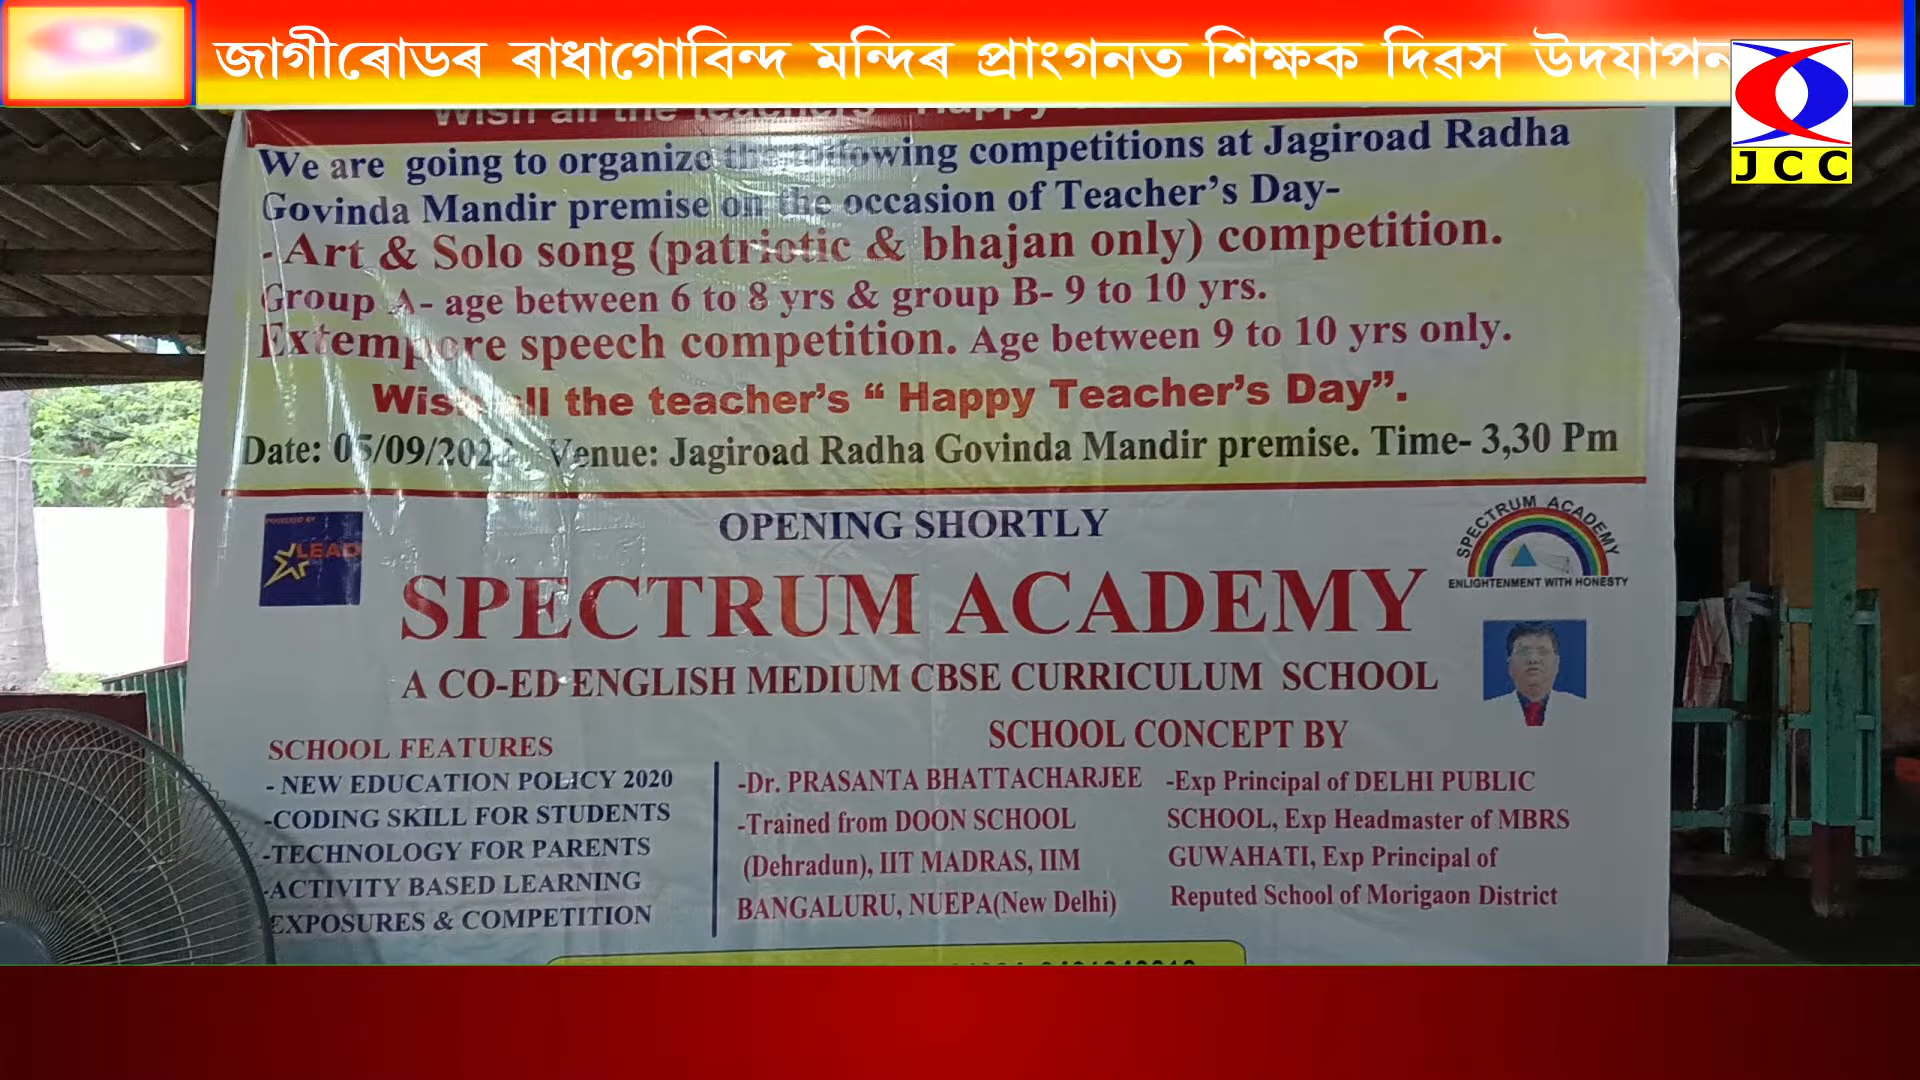 জাগীৰোডৰ ৰাধাগোবিন্দ মন্দিৰ প্ৰাংগনত শিক্ষক দিৱস উদযাপন
JCC
Wish all the teachers Happy
We are going to organize the following competitions at Jagiroad Radha
Govinda Mandir premise on the occasion of Teacher's Day-
-Art & Solo song (patriotic & bhajan only) competition.
Group A- age between 6 to 8 yrs & group B- 9 to 10 yrs.
Extempore speech competition. Age between 9 to 10 yrs only.
Wish all the teacher's “ Happy Teacher's Day”.
Date: 05/09/202 Venue: Jagiroad Radha Govinda Mandir premise. Time- 3,30 Pm
POWERED BY
LEAD
OPENING SHORTLY
SPECTRUM ACADEMY
ENLIGHTENMENT WITH HONESTY
SPECTRUM ACADEMY
A CO-ED ENGLISH MEDIUM CBSE CURRICULUM SCHOOL
SCHOOL FEATURES
- NEW EDUCATION POLICY 2020
-CODING SKILL FOR STUDENTS
-TECHNOLOGY FOR PARENTS
-ACTIVITY BASED LEARNING
EXPOSURES & COMPETITION
SCHOOL CONCEPT BY
-Dr. PRASANTA BHATTACHARJEE
-Trained from DOON SCHOOL
(Dehradun), IIT MADRAS, IIM
BANGALURU, NUEPA(New Delhi)
-Exp Principal of DELHI PUBLIC
SCHOOL, Exp Headmaster of MBRS
GUWAHATI, Exp Principal of
Reputed School of Morigaon District